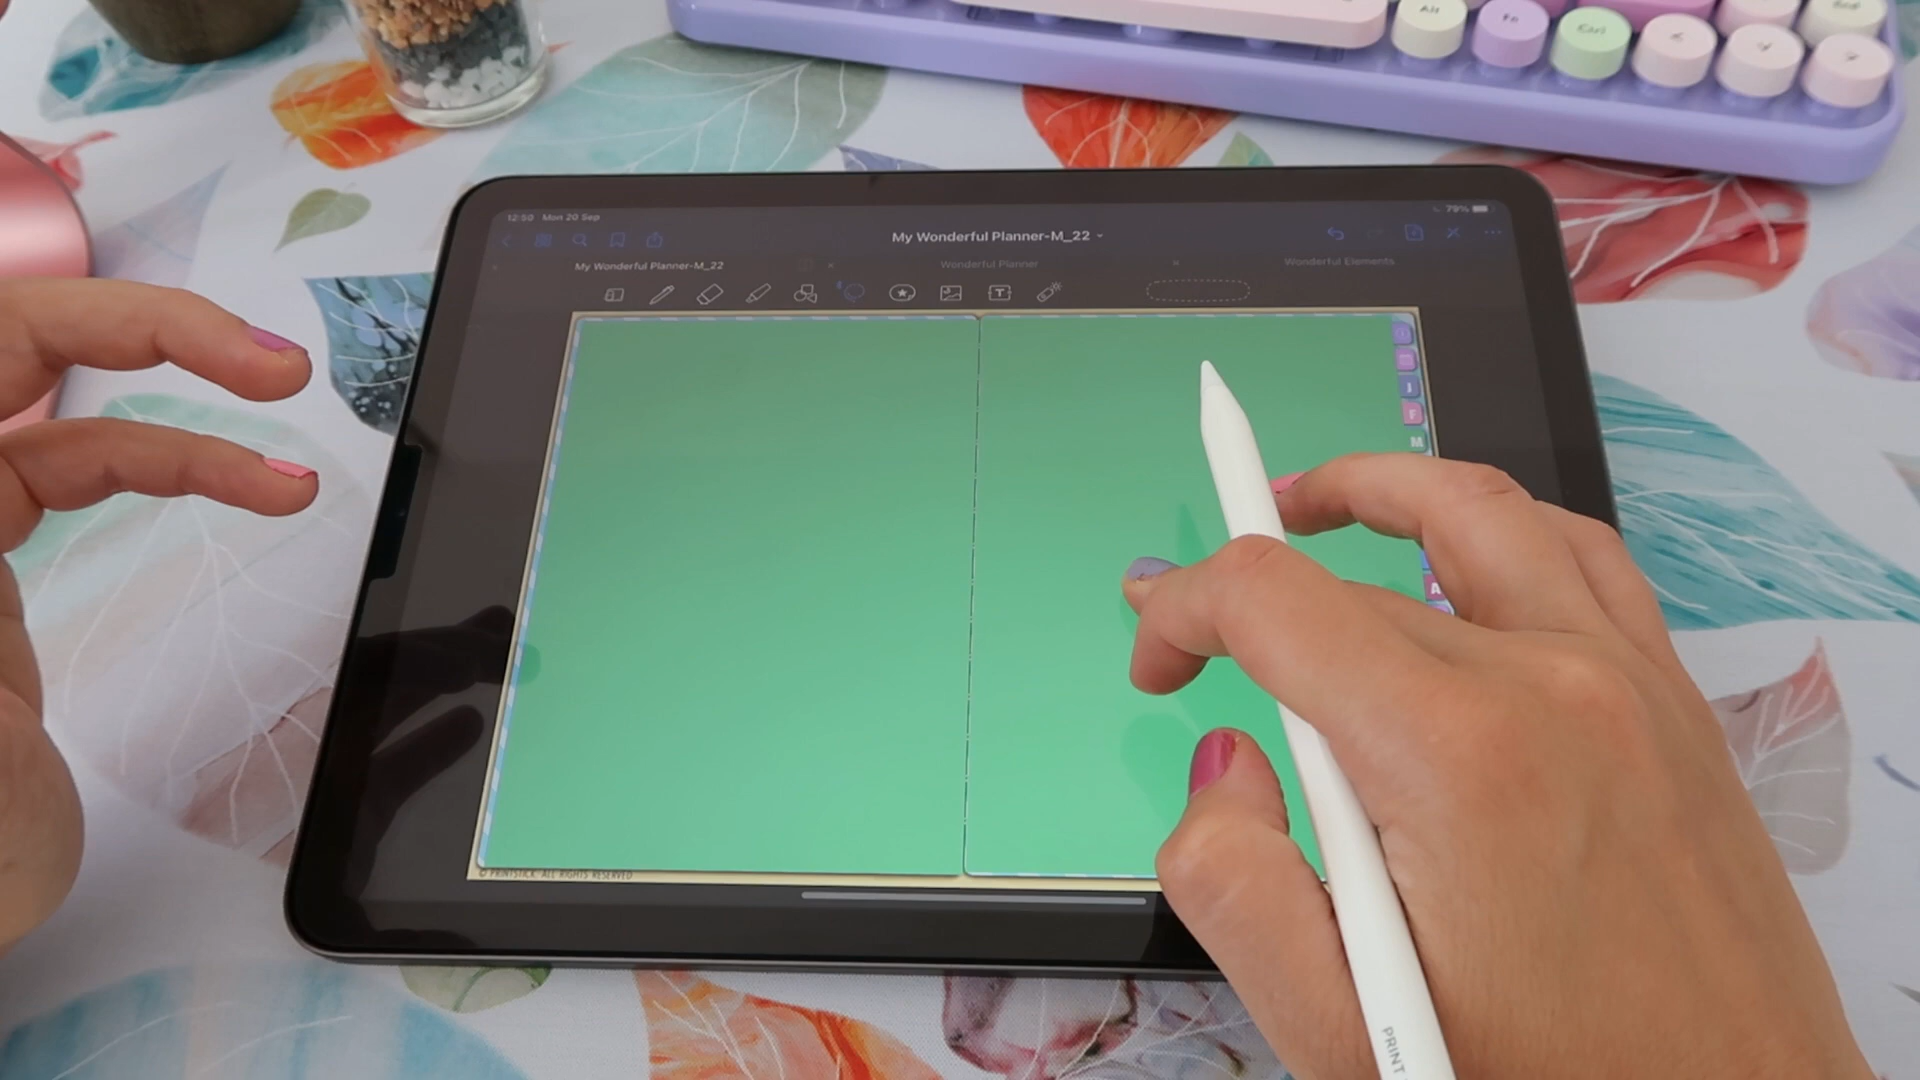 Alt
Fn
Ctrl
12:50 Mon 20 Sep
79%
My Wonderful Planner-M_22
My Wonderful Planner-M_22
Wonderful Planner
Wonderful Elements
T
J
F
M
A
© PRINTSTICK. ALL RIGHTS RESERVED
PRINT